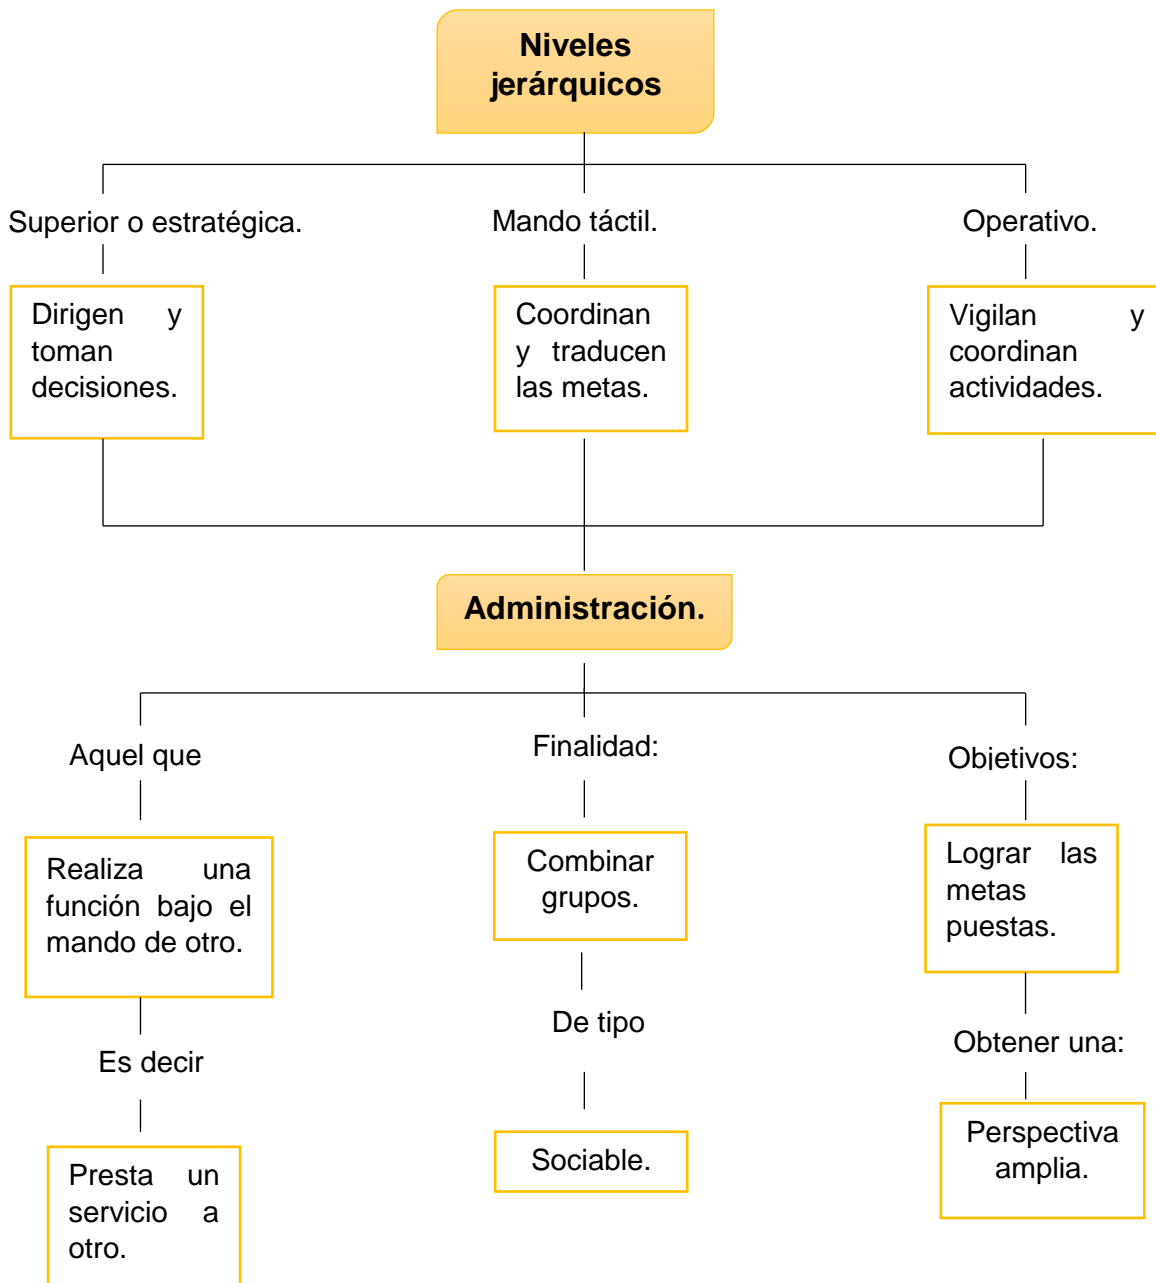 Niveles
jerárquicos
Superior o estratégica.
Mando táctil.
Operativo.
Dirigen y
toman
decisiones.
Coordinan
y traducen
las metas.
Vigilan y
coordinan
actividades.
Administración.
Aquel que
Finalidad:
Objetivos:
Realiza una
función bajo el
mando de otro.
Combinar
grupos.
Lograr las
metas
puestas.
Es decir
De tipo
Obtener una:
Presta un
servicio a
otro.
Sociable.
Perspectiva
amplia.